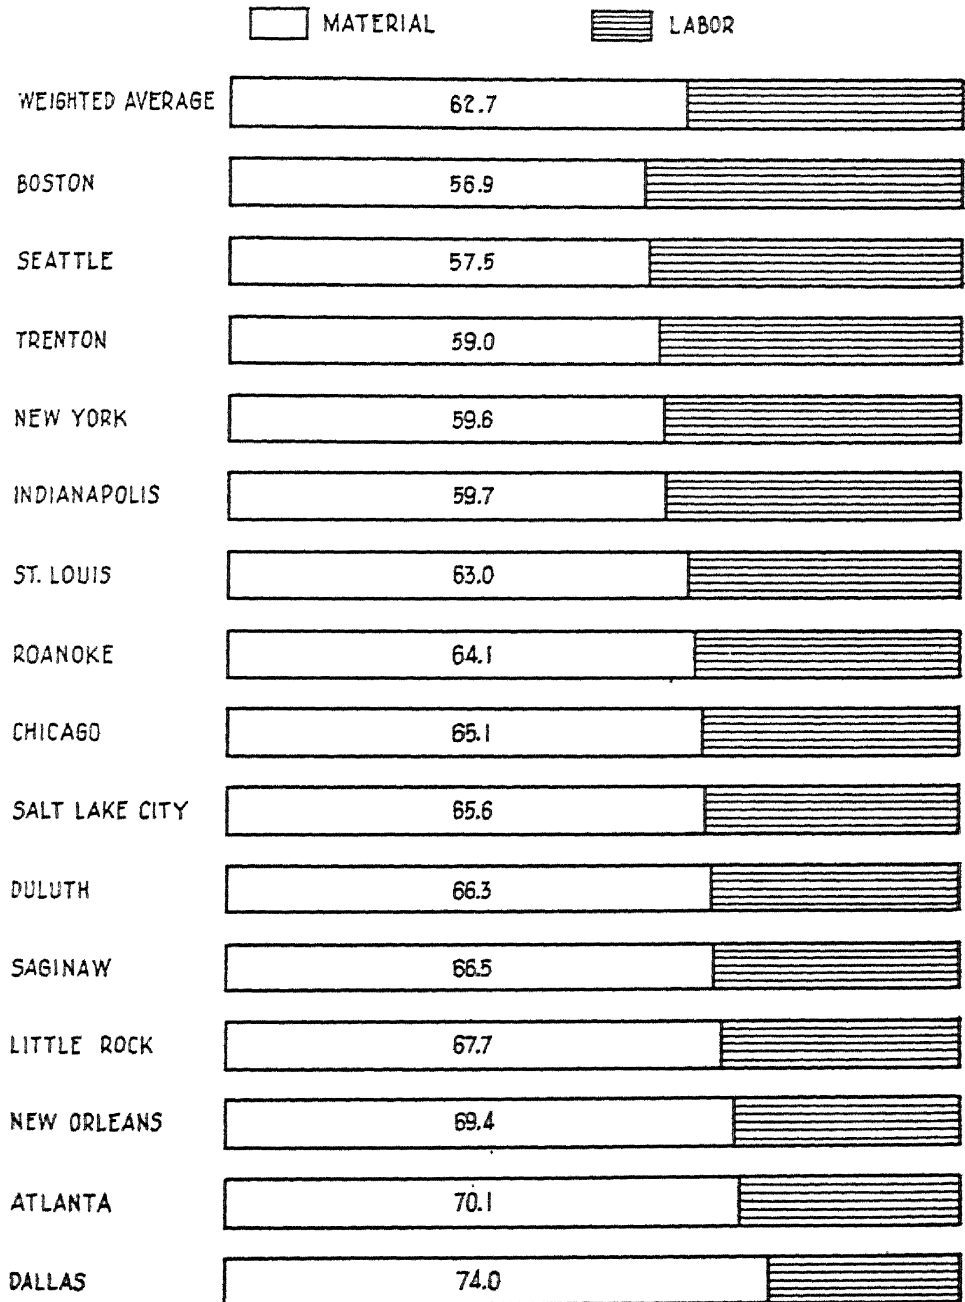 MATERIAL LABOR
WEIGHTED AVERAGE 62.7
BOSTON 56.9
SEATTLE 57.5
TRENTON 59.0
NEW YORK 59.6
INDIANAPOLIS 59.7
ST. LOUIS 63.0
ROANOKE 64.1
CHICAGO 65.1
SALT LAKE CITY 65.6
DULUTH 66.3
SAGINAW 66.5
LITTLE ROCK 67.7
NEW ORLEANS 69.4
ATLANTA 70.1
DALLAS 74.0